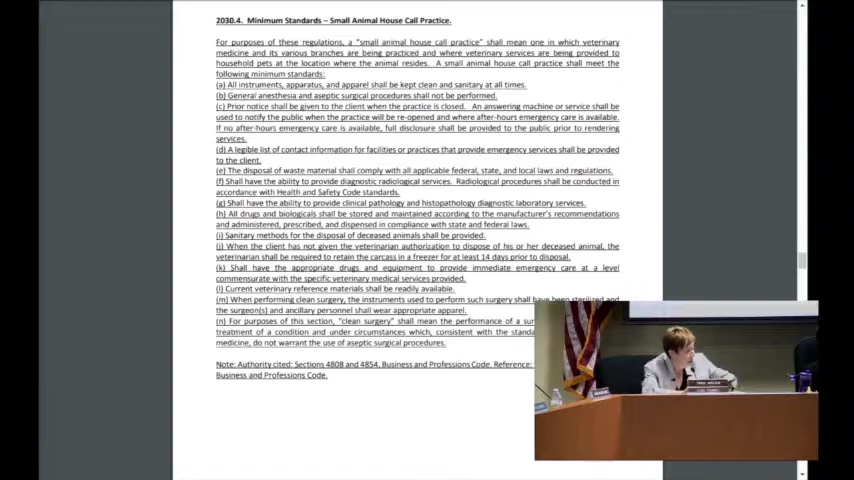 2030.4.  Minimum Standards – Small Animal House Call Practice.
For purposes of these regulations, a "small animal house call practice" shall mean one in which veterinary
medicine and its various branches are being practiced and where veterinary services are being provided to
household pets at the location where the animal resides.  A small animal house call practice shall meet the
following minimum standards:
(a) All instruments, apparatus, and apparel shall be kept clean and sanitary at all times.
(b) General anesthesia and aseptic surgical procedures shall not be performed.
(c) Prior notice shall be given to the client when the practice is closed.  An answering machine or service shall be
used to notify the public when the practice will be re-opened and where after-hours emergency care is available.
If no after-hours emergency care is available, full disclosure shall be provided to the public prior to rendering
services.
(d) A legible list of contact information for facilities or practices that provide emergency services shall be provided
to the client.
(e) The disposal of waste material shall comply with all applicable federal, state, and local laws and regulations.
(f) Shall have the ability to provide diagnostic radiological services.  Radiological procedures shall be conducted in
accordance with Health and Safety Code standards.
(g) Shall have the ability to provide clinical pathology and histopathology diagnostic laboratory services.
(h) All drugs and biologicals shall be stored and maintained according to the manufacturer's recommendations
and administered, prescribed, and dispensed in compliance with state and federal laws.
(i) Sanitary methods for the disposal of deceased animals shall be provided.
(j) When the client has not given the veterinarian authorization to dispose of his or her deceased animal, the
veterinarian shall be required to retain the carcass in a freezer for at least 14 days prior to disposal.
(k) Shall have the appropriate drugs and equipment to provide immediate emergency care at a level
commensurate with the specific veterinary medical services provided.
(l) Current veterinary reference materials shall be readily available.
(m) When performing clean surgery, the instruments used to perform such surgery shall have been sterilized and
the surgeon(s) and ancillary personnel shall wear appropriate apparel.
(n) For purposes of this section, "clean surgery" shall mean the performance of a
treatment of a condition and under circumstances which, consistent with the
medicine, do not warrant the use of aseptic surgical procedures.
Note: Authority cited: Sections 4808 and 4854, Business and Professions Code. Reference:
Business and Professions Code.